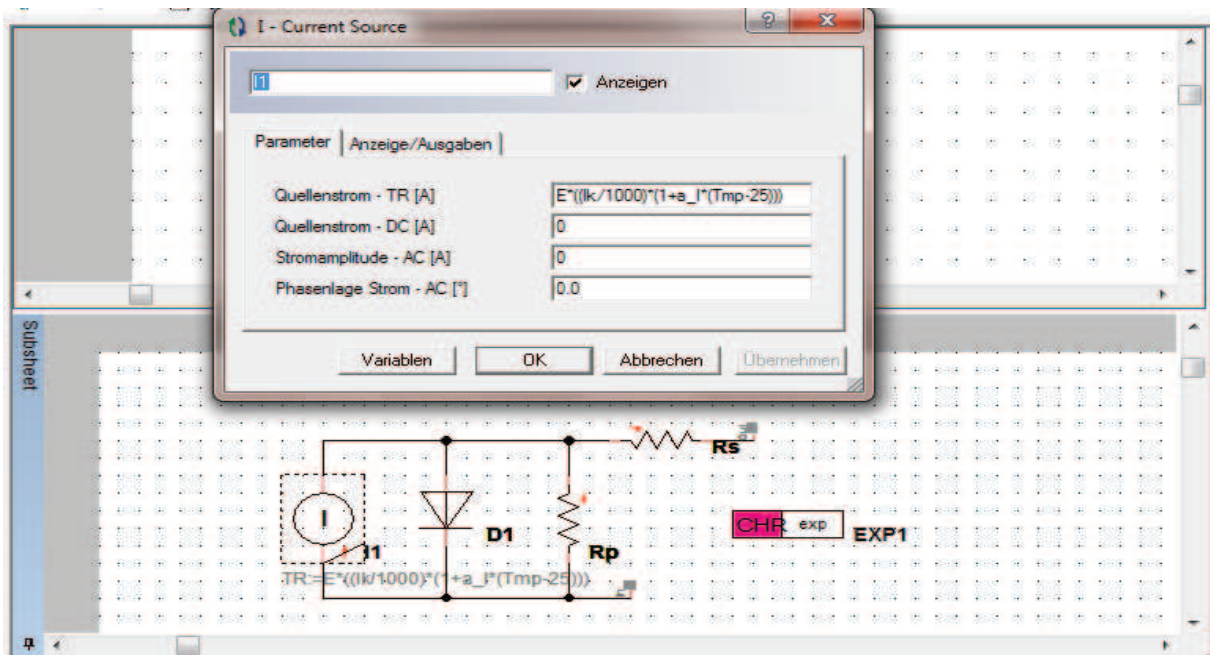 I - Current Source
I1
Anzeigen
Parameter
Anzeige/Ausgaben
Quellenstrom - TR [A]
E*((Ik/1000)*(1+a_I*(Tmp-25)))
Quellenstrom - DC [A]
0
Stromamplitude - AC [A]
0
Phasenlage Strom - AC [°]
0.0
Variablen
OK
Abbrechen
Übernehmen
Subsheet
Rs
I
I1
D1
Rp
CHR
exp
EXP1
TR:=E*((Ik/1000)*(1+a_I*(Tmp-25)))